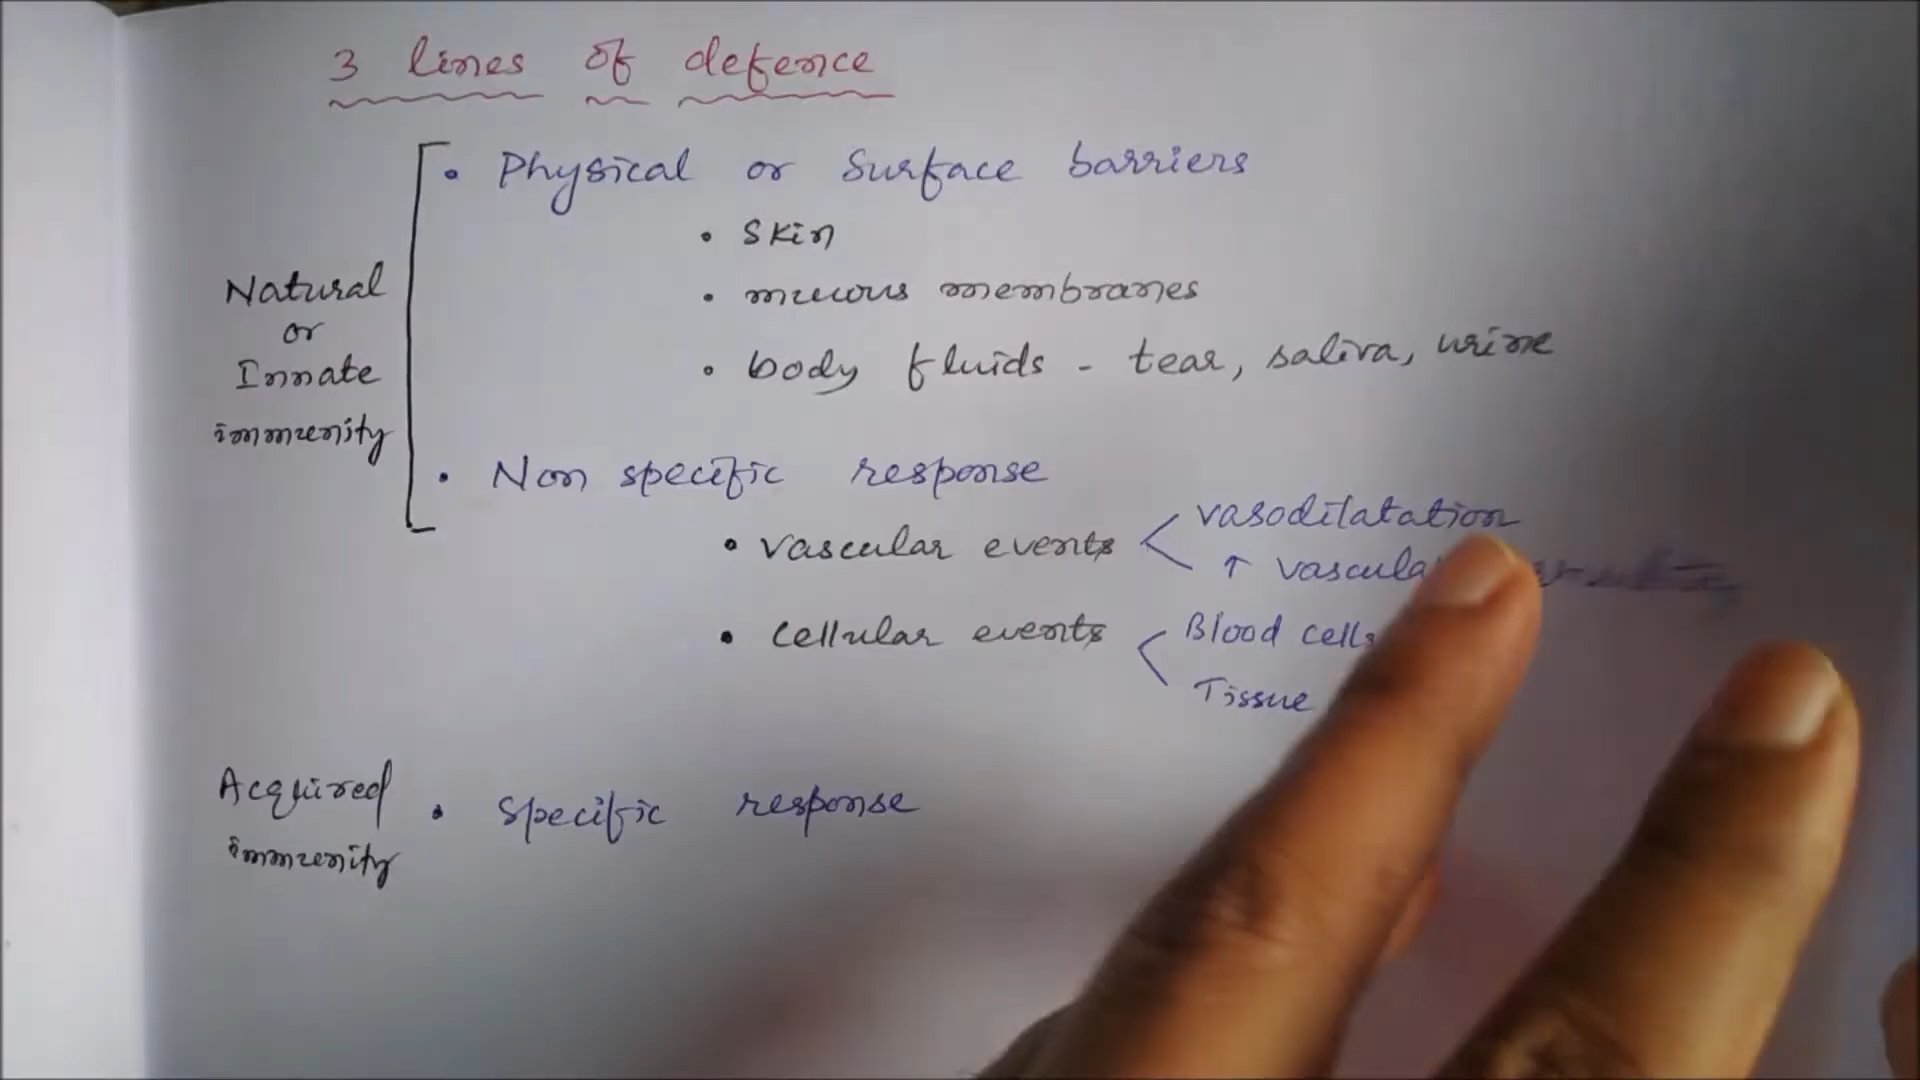 3 lines of defence
• Physical or Surface barriers
• Skin
• mucous membranes
• body fluids - tear, saliva, urine
Natural
or
Innate
immunity
• Non specific response
• vascular events < vasodilatation
↑ vascula
• cellular events < Blood cells
Tissue
Acquired
immunity
• Specific response